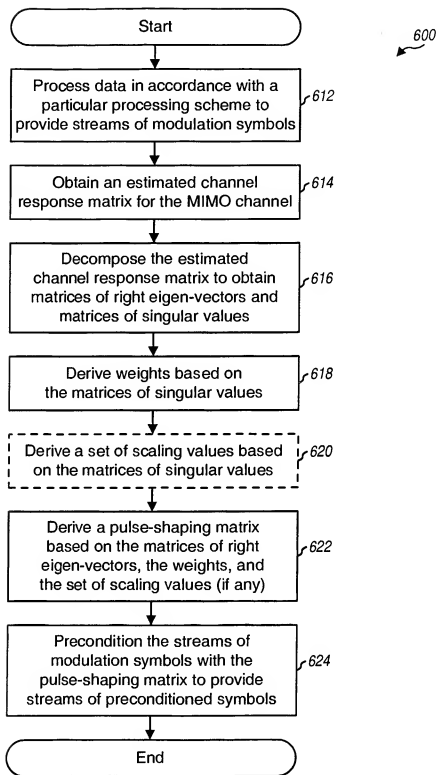 Start
600
Process data in accordance with a
particular processing scheme to
provide streams of modulation symbols
612
Obtain an estimated channel
response matrix for the MIMO channel
614
Decompose the estimated
channel response matrix to obtain
matrices of right eigen-vectors and
matrices of singular values
616
Derive weights based on
the matrices of singular values
618
Derive a set of scaling values based
on the matrices of singular values
620
Derive a pulse-shaping matrix
based on the matrices of right
eigen-vectors, the weights, and
the set of scaling values (if any)
622
Precondition the streams of
modulation symbols with the
pulse-shaping matrix to provide
streams of preconditioned symbols
624
End